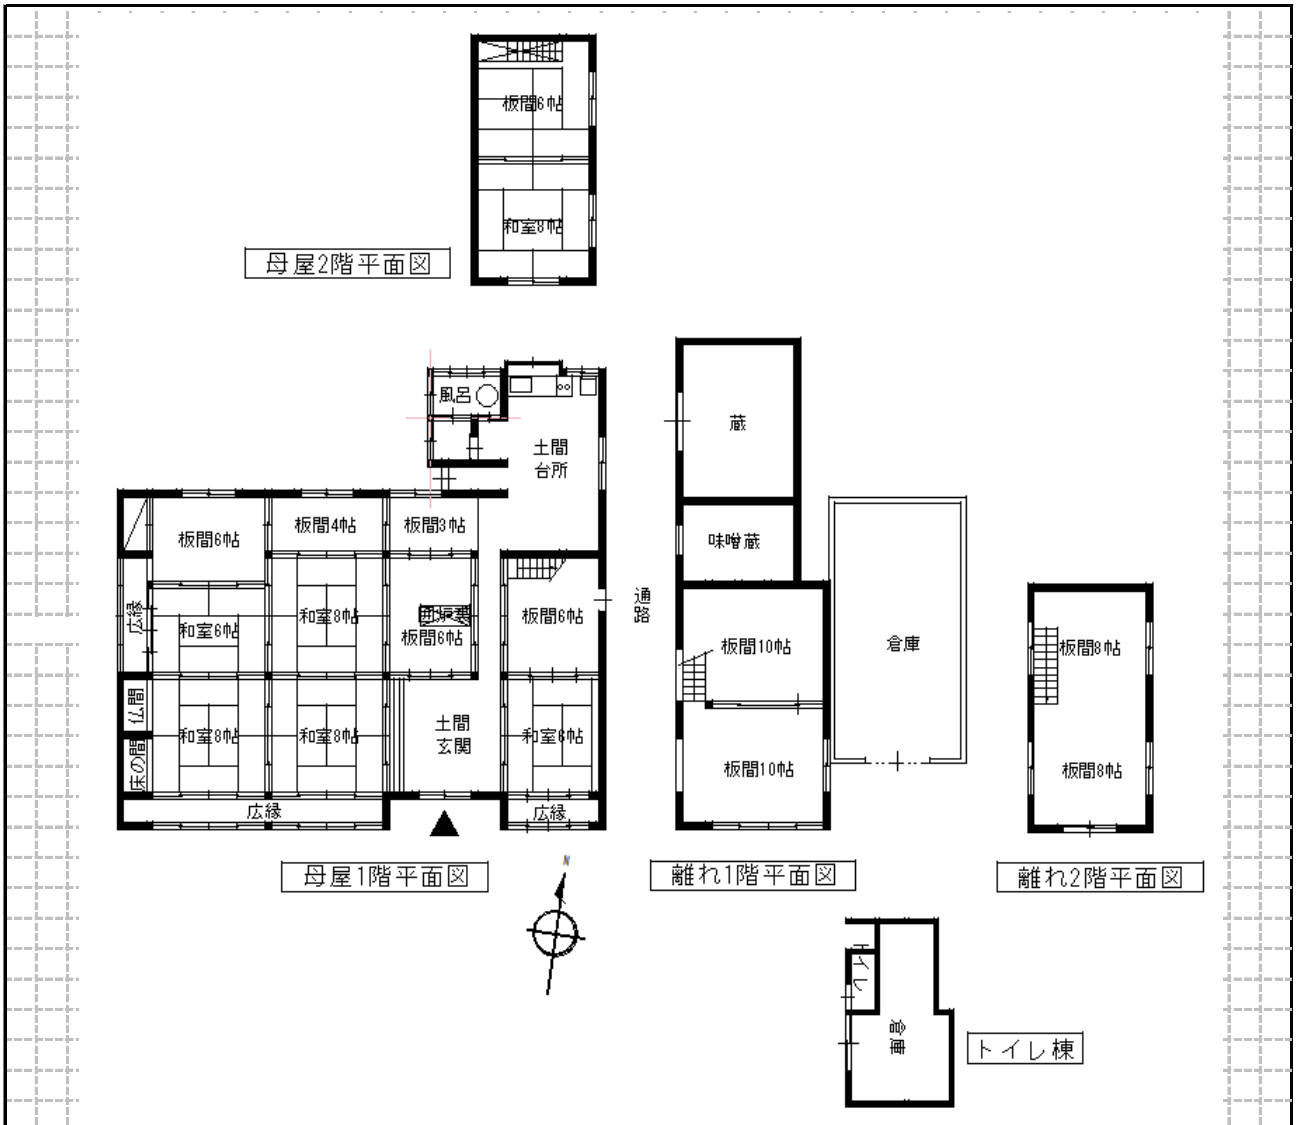 板間6帖
和室8帖
母屋2階平面図
風呂
土間
台所
板間6帖
板間4帖
板間3帖
広縁
和室6帖
和室8帖
囲炉裏
板間6帖
板間6帖
仏間
床の間
和室8帖
和室8帖
土間
玄関
和室6帖
広縁
広縁
母屋1階平面図
通路
蔵
味噌蔵
板間10帖
板間10帖
倉庫
離れ1階平面図
板間8帖
板間8帖
離れ2階平面図
N
トイレ
倉庫
トイレ棟